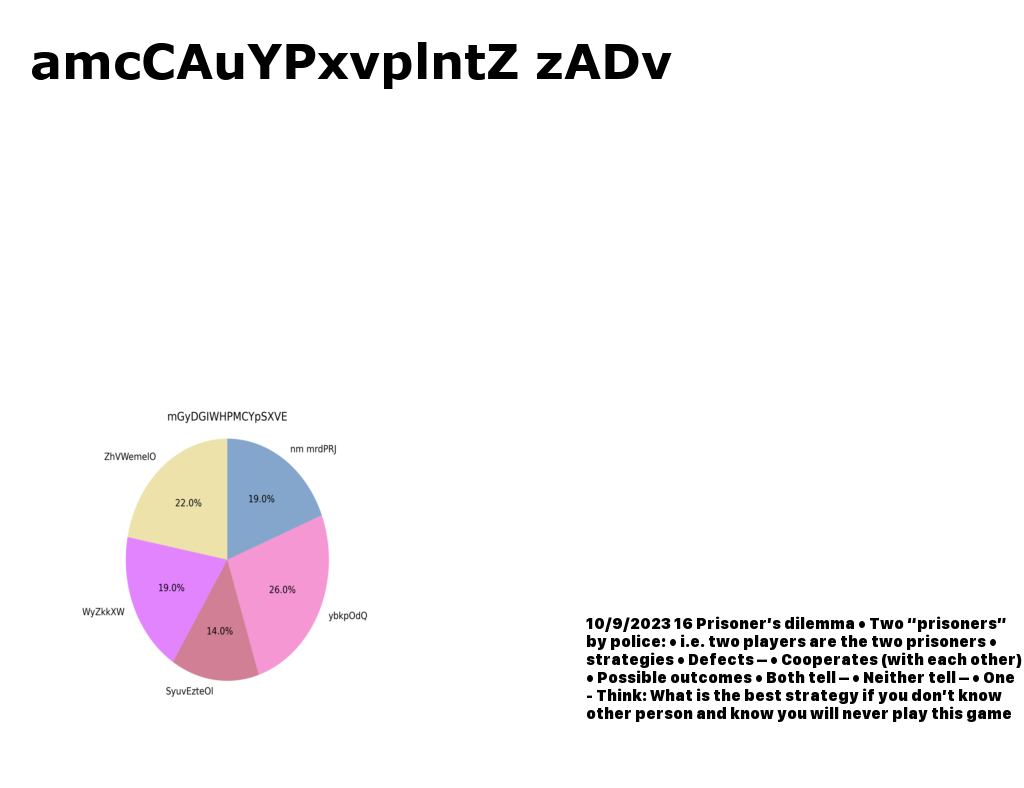 amcCAuYPxvplntZ zADv
mGyDGIWHPMCYpSXVE
nm mrdPRJ
ZhVWemelO
22.0%
19.0%
19.0%
26.0%
WyZkkXW
ybkpOdQ
14.0%
SyuvEzteOl
10/9/2023 16 Prisoner’s dilemma • Two “prisoners”
by police: • i.e. two players are the two prisoners •
strategies • Defects – • Cooperates (with each other)
• Possible outcomes • Both tell – • Neither tell – • One
- Think: What is the best strategy if you don’t know
other person and know you will never play this game